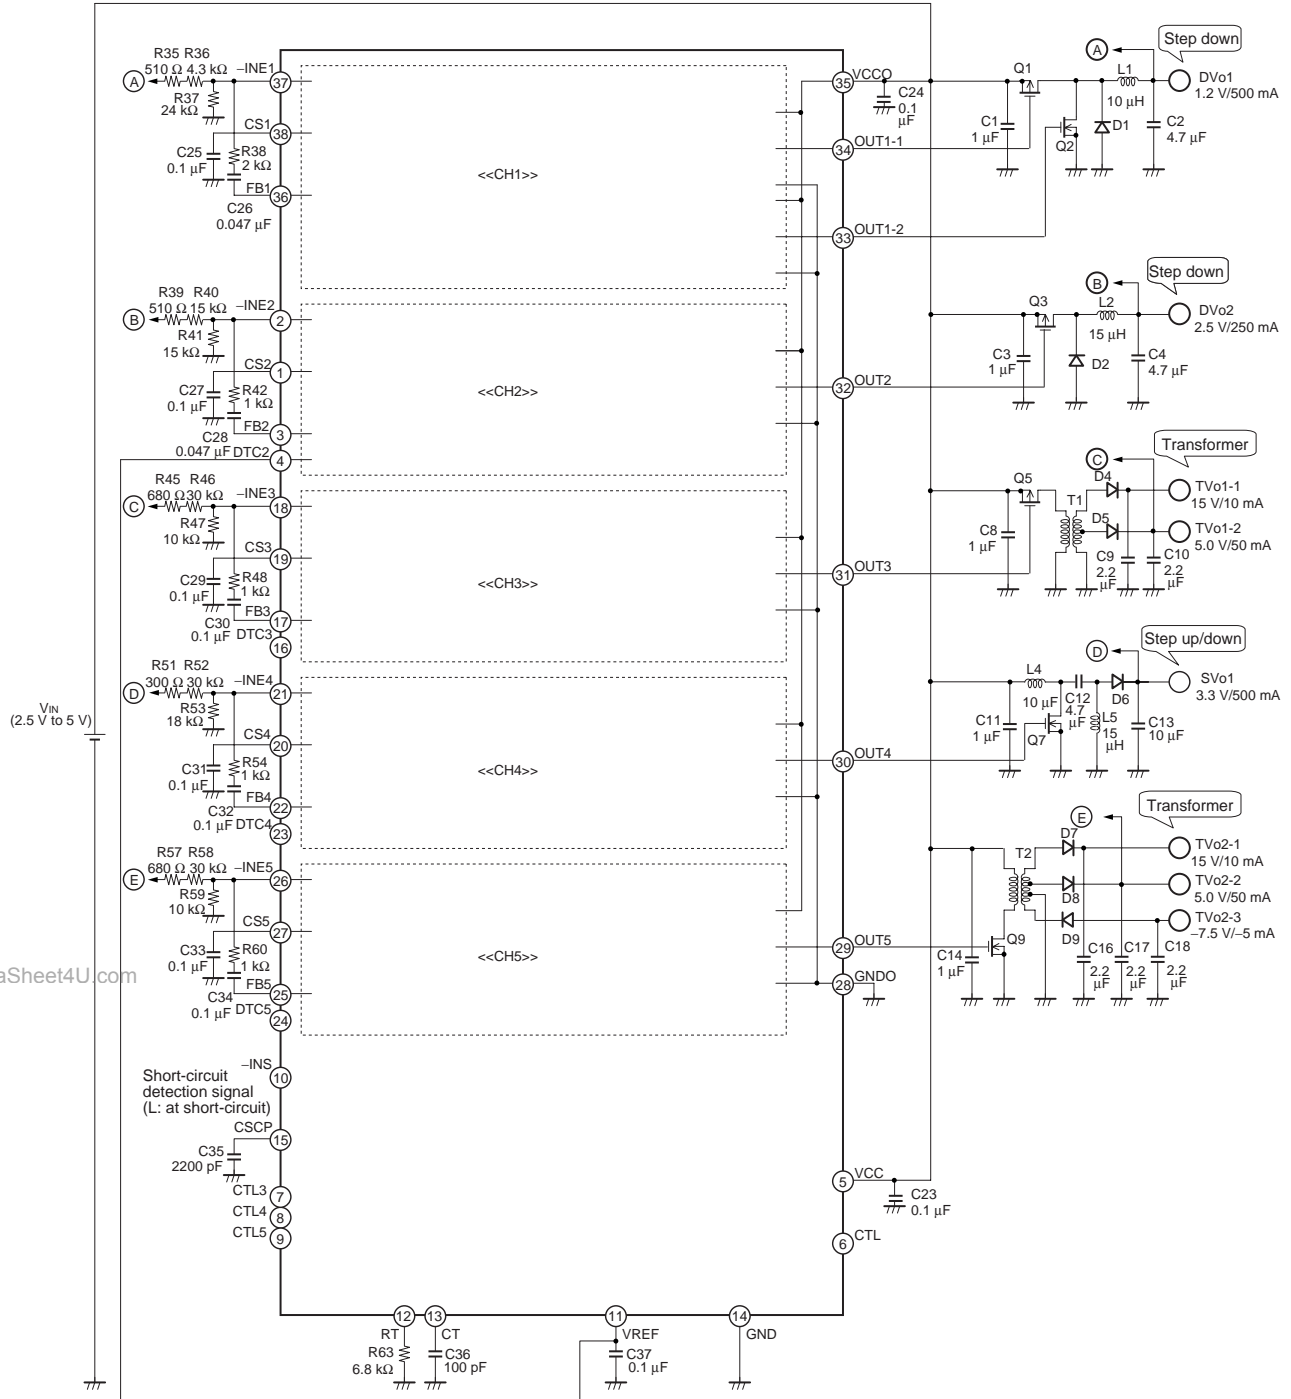 A
R35 R36
510 Ω 4.3 kΩ
R37
24 kΩ
–INE1
37
CS1
38
C25
0.1 μF
R38
2 kΩ
FB1
36
C26
0.047 μF
<<CH1>>
35
VCCO
C24
0.1
μF
34
OUT1-1
33
OUT1-2
Q1
C1
1 μF
Q2
D1
A
L1
10 μH
C2
4.7 μF
Step down
DVo1
1.2 V/500 mA
B
R39 R40
510 Ω 15 kΩ
R41
15 kΩ
–INE2
2
CS2
1
C27
0.1 μF
R42
1 kΩ
FB2
3
C28
0.047 μF
DTC2
4
<<CH2>>
32
OUT2
Q3
C3
1 μF
D2
B
L2
15 μH
C4
4.7 μF
Step down
DVo2
2.5 V/250 mA
C
R45 R46
680 Ω 30 kΩ
R47
10 kΩ
–INE3
18
CS3
19
C29
0.1 μF
R48
1 kΩ
FB3
17
C30
0.1 μF
DTC3
16
<<CH3>>
31
OUT3
Q5
C8
1 μF
T1
C
D4
D5
C9
2.2
μF
C10
2.2
μF
Transformer
TVo1-1
15 V/10 mA
TVo1-2
5.0 V/50 mA
D
R51 R52
300 Ω 30 kΩ
R53
18 kΩ
–INE4
21
CS4
20
C31
0.1 μF
R54
1 kΩ
FB4
22
C32
0.1 μF
DTC4
23
<<CH4>>
30
OUT4
C11
1 μF
L4
10 μF
Q7
C12
4.7
μF
L5
15
μH
D
D6
C13
10 μF
Step up/down
SVo1
3.3 V/500 mA
VIN
(2.5 V to 5 V)
E
R57 R58
680 Ω 30 kΩ
R59
10 kΩ
–INE5
26
CS5
27
C33
0.1 μF
R60
1 kΩ
FB5
25
C34
0.1 μF
DTC5
24
<<CH5>>
29
OUT5
28
GNDO
C14
1 μF
Q9
T2
E
D7
D8
D9
C16
2.2
μF
C17
2.2
μF
C18
2.2
μF
Transformer
TVo2-1
15 V/10 mA
TVo2-2
5.0 V/50 mA
TVo2-3
–7.5 V/–5 mA
aSheet4U.com
–INS
10
Short-circuit
detection signal
(L: at short-circuit)
CSCP
15
C35
2200 pF
CTL3
7
CTL4
8
CTL5
9
5
VCC
C23
0.1 μF
6
CTL
12
RT
R63
6.8 kΩ
13
CT
C36
100 pF
11
VREF
C37
0.1 μF
14
GND